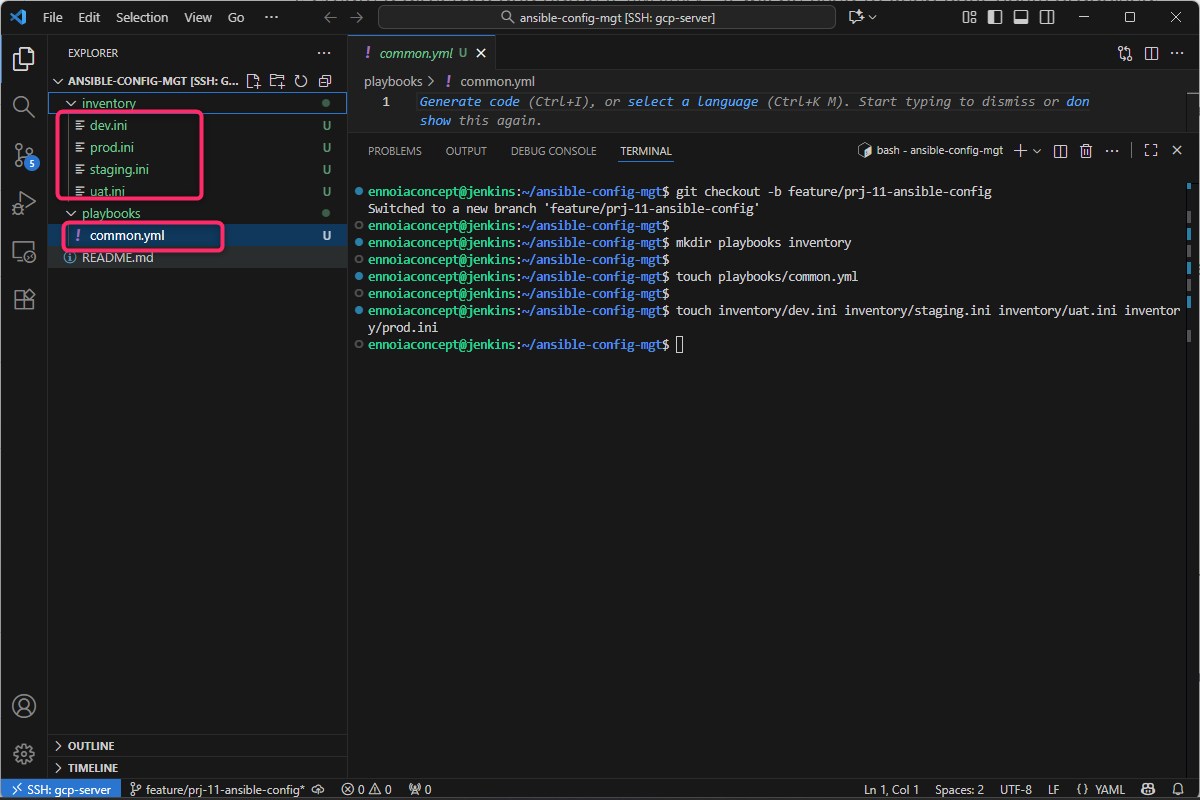 File Edit Selection View Go ··· ansible-config-mgt [SSH: gcp-server]
EXPLORER
ANSIBLE-CONFIG-MGT [SSH: G...
inventory
dev.ini U
prod.ini U
staging.ini U
uat.ini U
playbooks
! common.yml U
README.md
OUTLINE
TIMELINE
! common.yml U
playbooks > ! common.yml
1 Generate code (Ctrl+I), or select a language (Ctrl+K M). Start typing to dismiss or don
show this again.
PROBLEMS OUTPUT DEBUG CONSOLE TERMINAL bash - ansible-config-mgt
ennoiaconcept@jenkins:~/ansible-config-mgt$ git checkout -b feature/prj-11-ansible-config
Switched to a new branch 'feature/prj-11-ansible-config'
ennoiaconcept@jenkins:~/ansible-config-mgt$
ennoiaconcept@jenkins:~/ansible-config-mgt$ mkdir playbooks inventory
ennoiaconcept@jenkins:~/ansible-config-mgt$
ennoiaconcept@jenkins:~/ansible-config-mgt$ touch playbooks/common.yml
ennoiaconcept@jenkins:~/ansible-config-mgt$
ennoiaconcept@jenkins:~/ansible-config-mgt$ touch inventory/dev.ini inventory/staging.ini inventory/uat.ini inventor
y/prod.ini
ennoiaconcept@jenkins:~/ansible-config-mgt$
5
SSH: gcp-server feature/prj-11-ansible-config* 0 0 0 Ln 1, Col 1 Spaces: 2 UTF-8 LF {} YAML